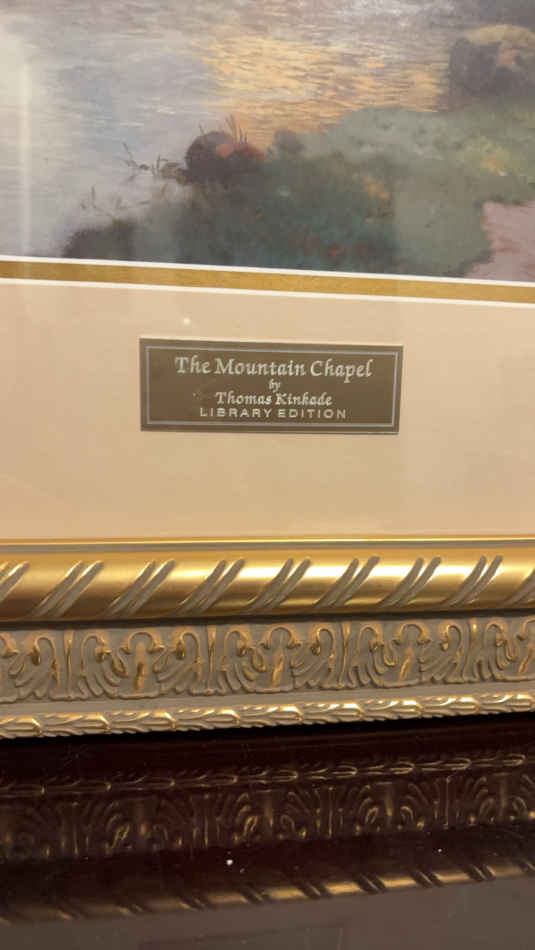 The Mountain Chapel
by
Thomas Kinkade
LIBRARY EDITION